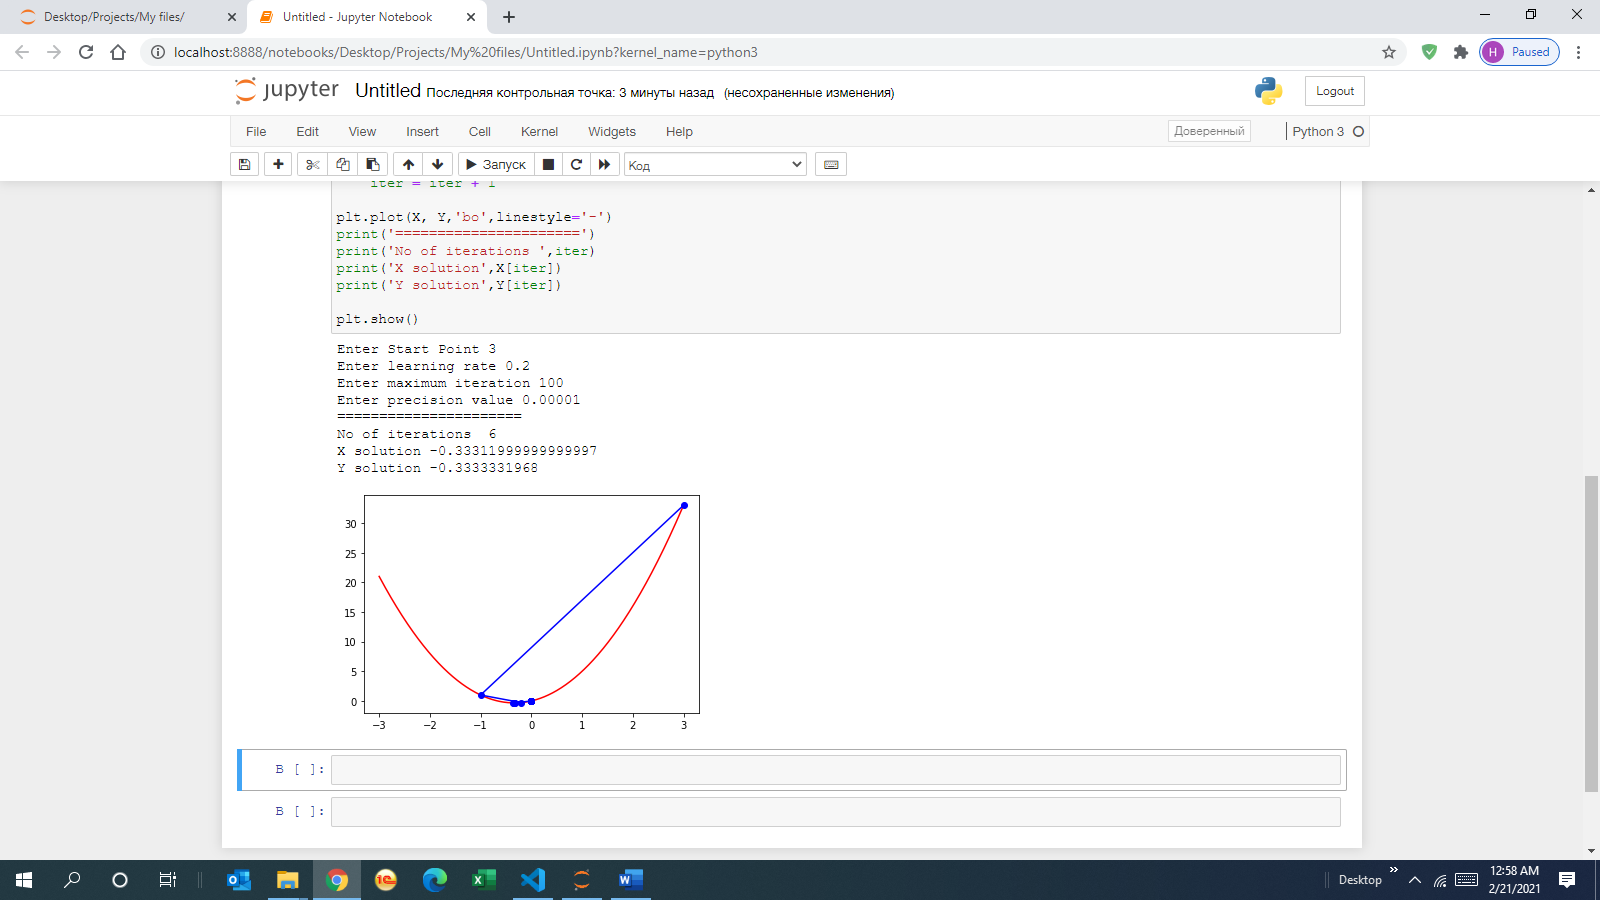 Desktop/Projects/My files/
Untitled - Jupyter Notebook
localhost:8888/notebooks/Desktop/Projects/My%20files/Untitled.ipynb?kernel_name=python3
H Paused
jupyter Untitled Последняя контрольная точка: 3 минуты назад (несохраненные изменения)
Logout
File Edit View Insert Cell Kernel Widgets Help
Доверенный
Python 3
Запуск
Код
iter = iter + 1
plt.plot(X, Y,'bo',linestyle='-')
print('======================')
print('No of iterations ',iter)
print('X solution',X[iter])
print('Y solution',Y[iter])
plt.show()
Enter Start Point 3
Enter learning rate 0.2
Enter maximum iteration 100
Enter precision value 0.00001
======================
No of iterations  6
X solution -0.33311999999999997
Y solution -0.3333331968
30
25
20
15
10
5
0
−3 −2 −1 0 1 2 3
В [ ]:
В [ ]:
Desktop
12:58 AM
2/21/2021